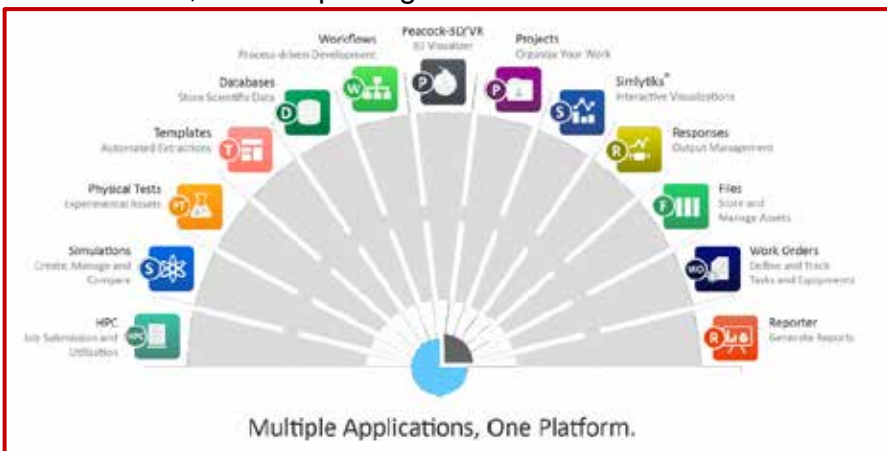 Peacock-3D/VR
3D Visualizer
Workflows
Process-driven Development
Projects
Organize Your Work
Databases
Store Scientific Data
Simlytiks®
Interactive Visualizations
Templates
Automated Extractions
Responses
Output Management
Physical Tests
Experimental Assets
Files
Store and
Manage Assets
Simulations
Create, Manage and
Compare
Work Orders
Define and Track
Tasks and Equipments
HPC
Job Submission and
Utilization
Reporter
Generate Reports
W
P
P
D
S
T
R
PT
F
S
WO
HPC
R
Multiple Applications, One Platform.